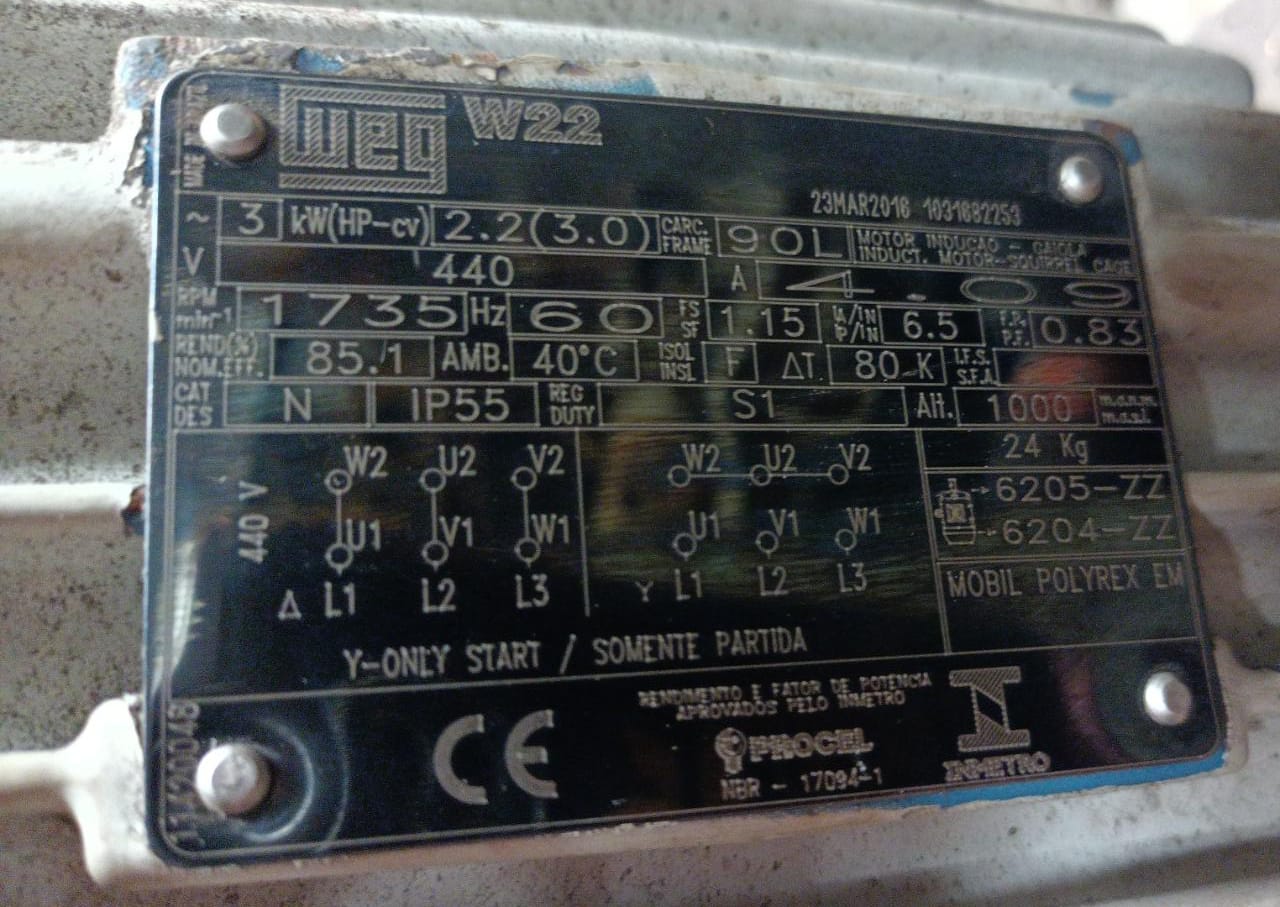 WEG W22
23MAR2016 1031682253
~ 3 kW(HP-cv) 2.2(3.0) CARC. FRAME 90L MOTOR INDUCAO - GAIOLA
INDUCT. MOTOR-SQUIRREL CAGE
V 440 A 4.09
RPM min-1 1735 Hz 60 FS SF 1.15 IA/IN IP/IN 6.5 F.P. P.F. 0.83
REND(%) NOM.EFF. 85.1 AMB. 40°C ISOL INSL F ΔT 80 K I.F.S. S.F.A.
CAT DES N IP55 REG DUTY S1 Alt. 1000 m.a.n.m. m.a.s.l.
24 Kg
W2 U2 V2 W2 U2 V2
6205-ZZ
440 V
U1 V1 W1 U1 V1 W1
6204-ZZ
Δ L1 L2 L3 Y L1 L2 L3
MOBIL POLYREX EM
Y-ONLY START / SOMENTE PARTIDA
RENDIMENTO E FATOR DE POTÊNCIA
APROVADOS PELO INMETRO
CE PROCEL
NBR - 17094-1
INMETRO